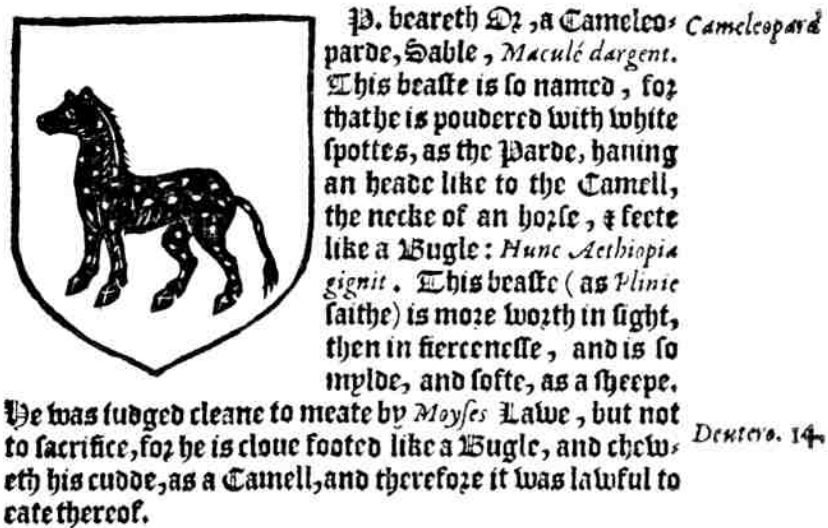 P. beareth Or, a Cameleo- Cameleopard
parde, Sable, Maculé dargent.
This beaste is so named, for
that he is poudered with white
spottes, as the Parde, hauing
an heade like to the Camell,
the necke of an horse, & feete
like a Bugle: Hunc Aethiopia
gignit. This beaste (as Plinie
saithe) is more worth in sight,
then in fiercenesse, and is so
mylde, and softe, as a sheepe.
He was iudged cleane to meate by Moyses Lawe, but not
to sacrifice, for he is cloue footed like a Bugle, and chew- Deutero. 14.
eth his cudde, as a Camell, and therefore it was lawful to
eate thereof.